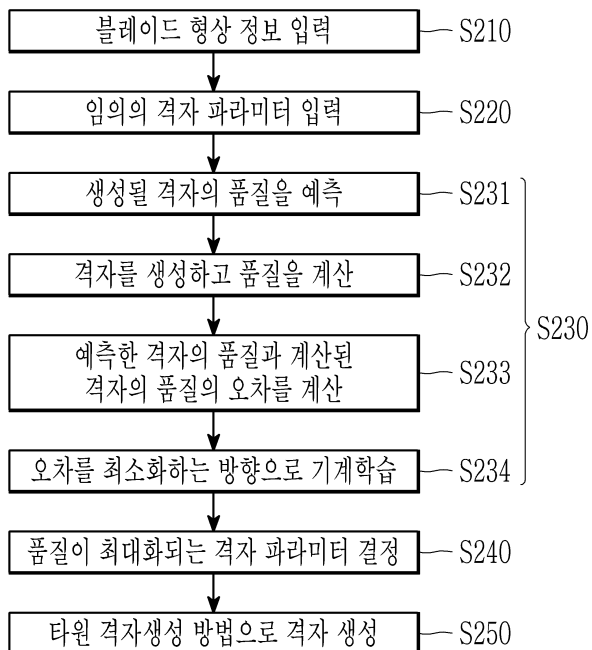 블레이드 형상 정보 입력 S210
임의의 격자 파라미터 입력 S220
생성될 격자의 품질을 예측 S231
격자를 생성하고 품질을 계산 S232
S230
예측한 격자의 품질과 계산된
격자의 품질의 오차를 계산 S233
오차를 최소화하는 방향으로 기계학습 S234
품질이 최대화되는 격자 파라미터 결정 S240
타원 격자생성 방법으로 격자 생성 S250